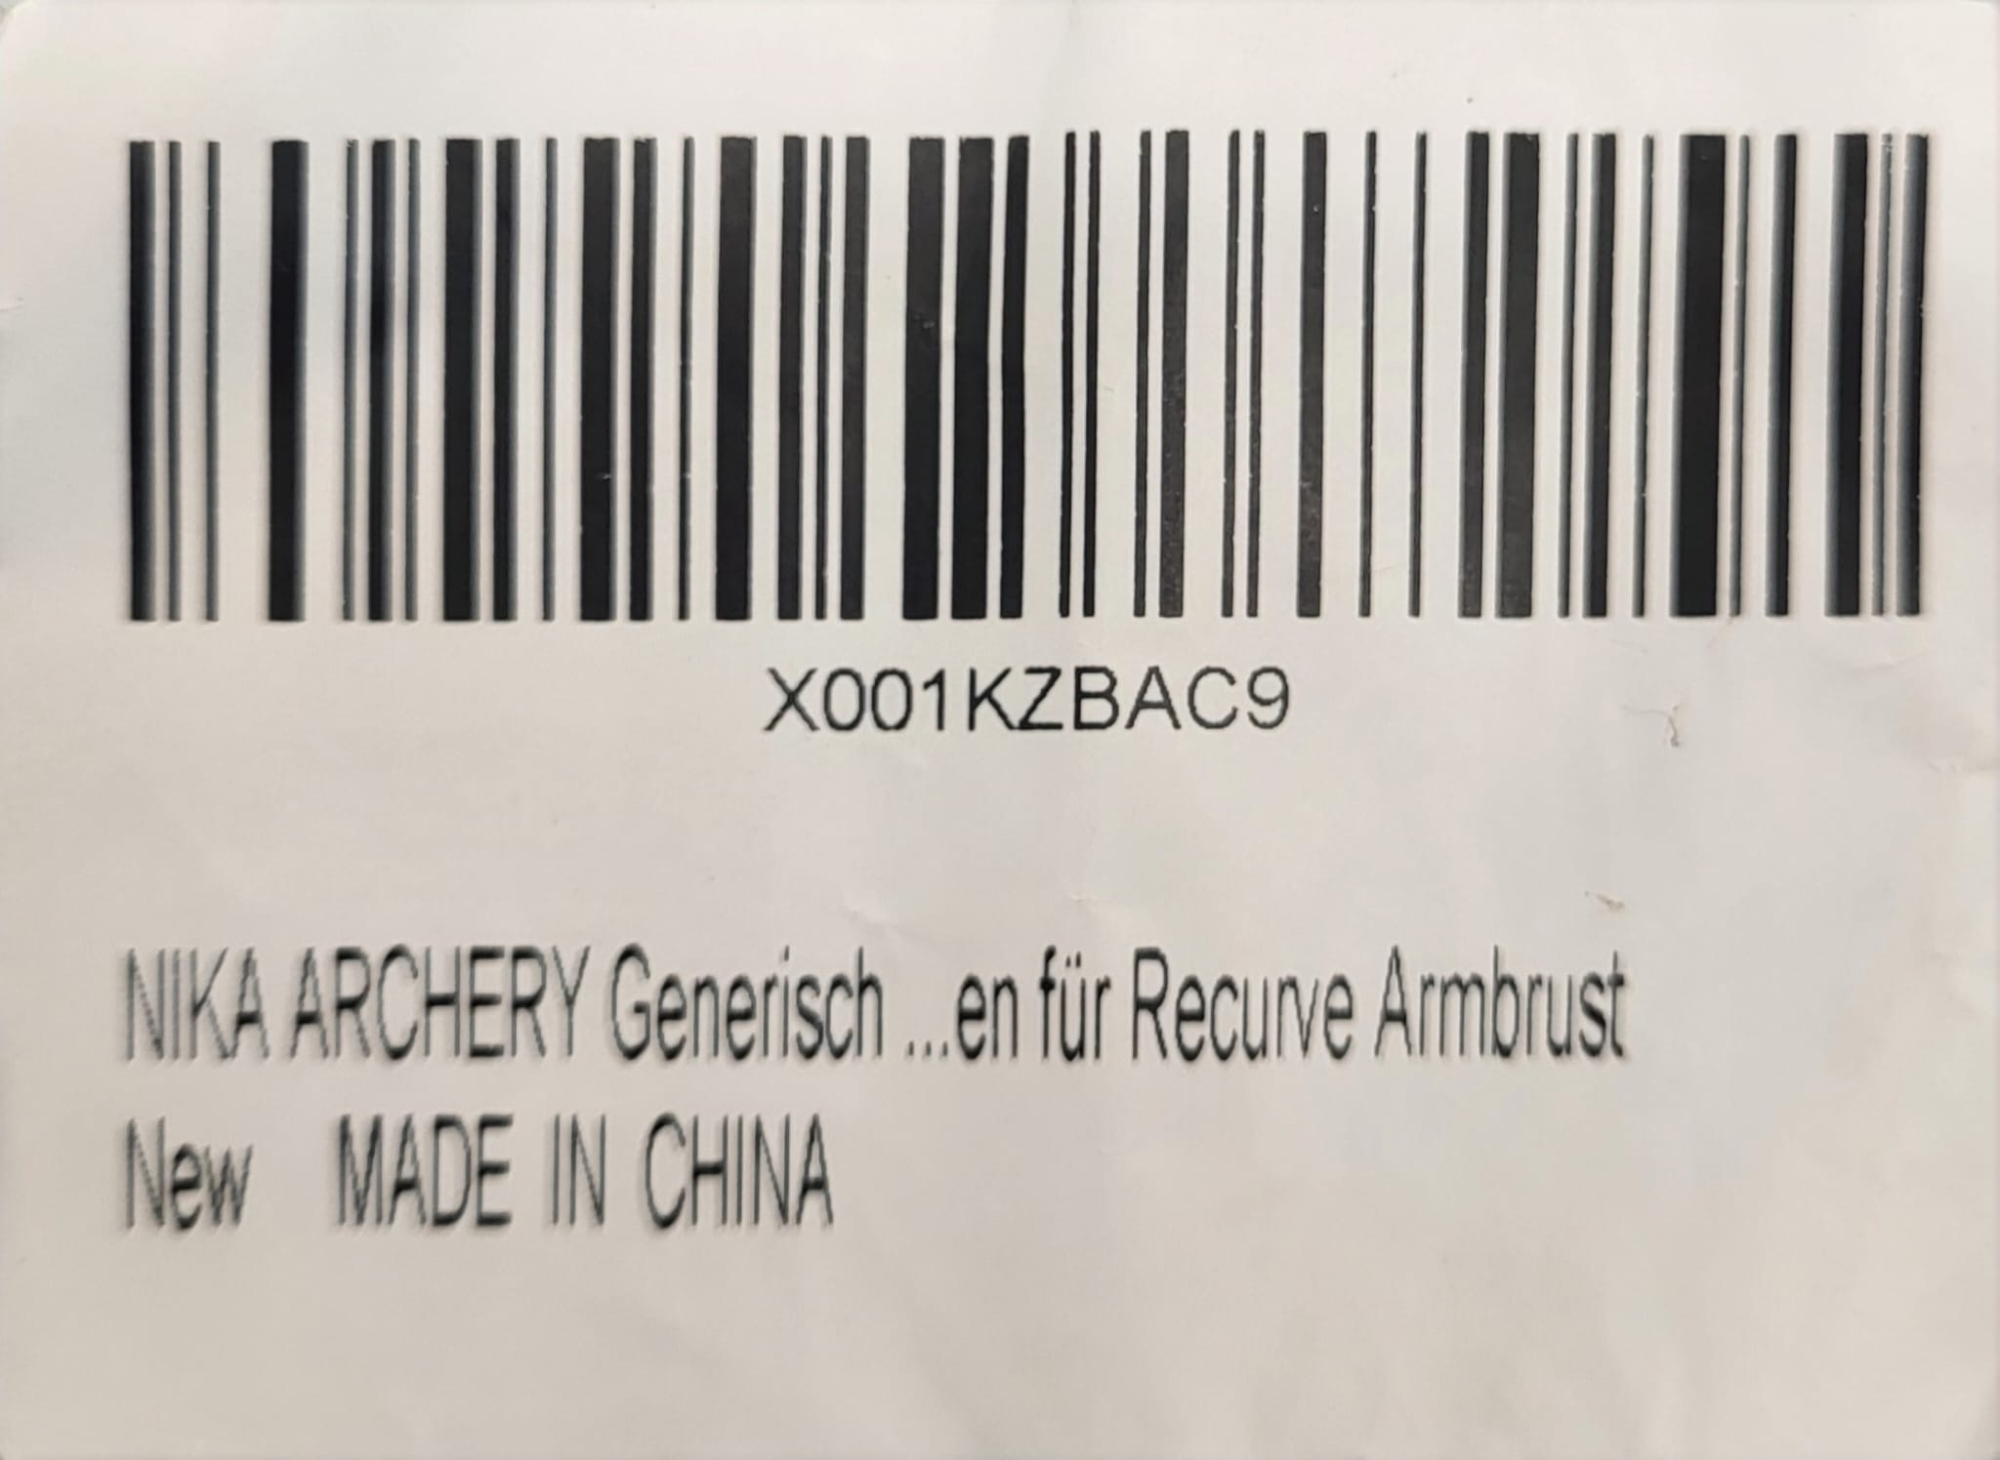 X001KZBAC9
NIKA ARCHERY Generisch ...en für Recurve Armbrust
New MADE IN CHINA